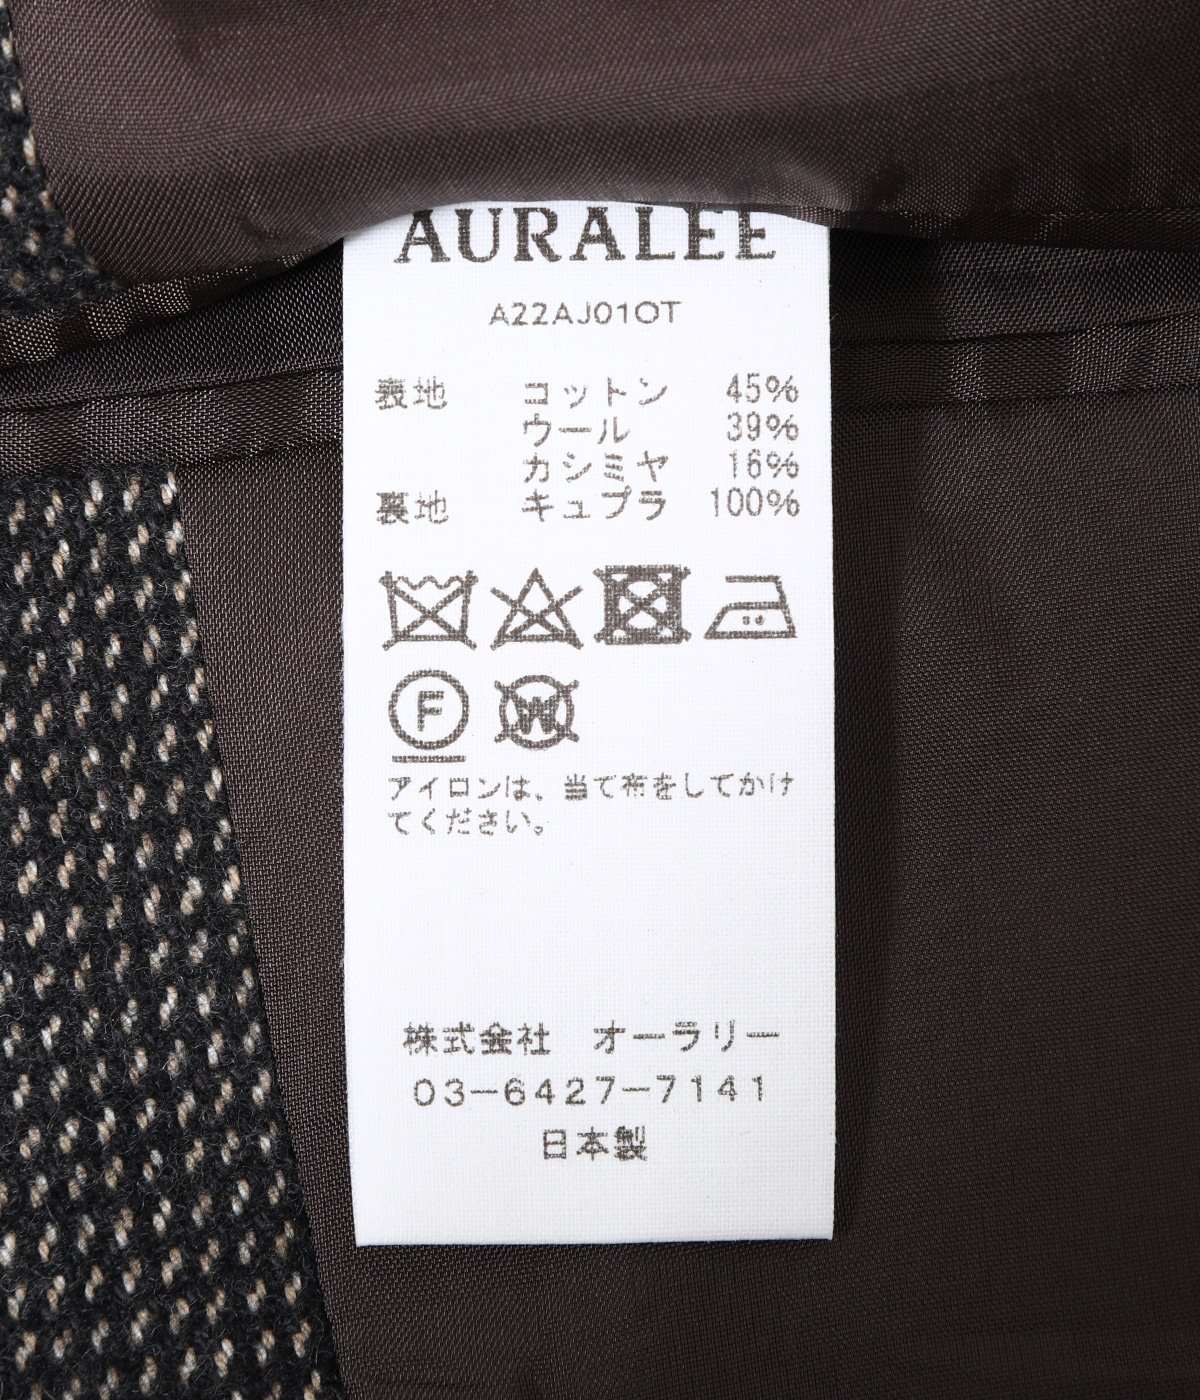 AURALEE
A22AJ01OT
表地 コットン 45%
ウール 39%
カシミヤ 16%
裏地 キュプラ 100%
F W
アイロンは、当て布をしてかけ
てください。
株式会社 オーラリー
03-6427-7141
日本製